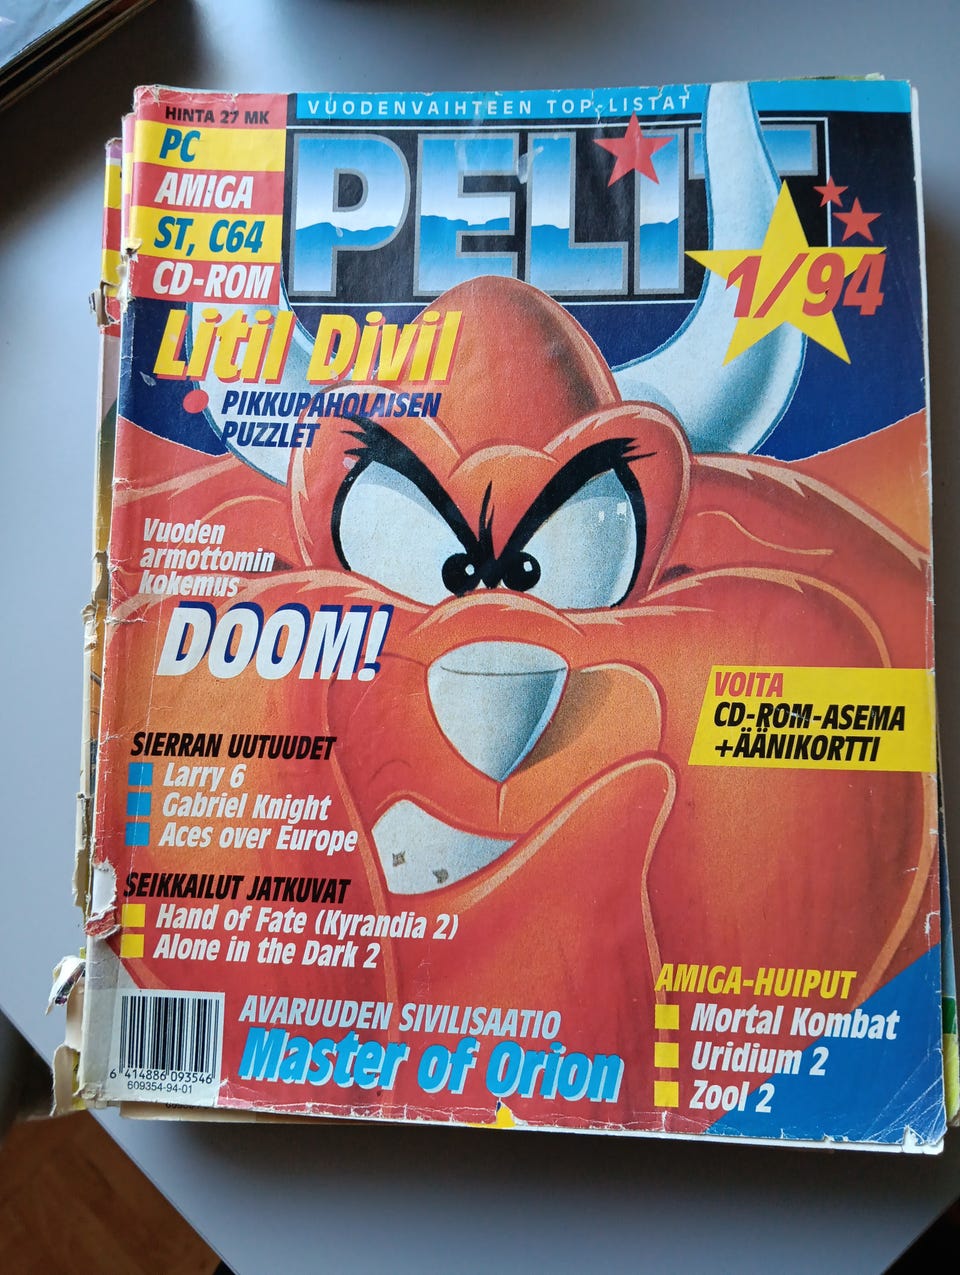 VUODENVAIHTEEN TOP-LISTAT
HINTA 27 MK
PC
AMIGA
ST, C64
CD-ROM
PELIT
1/94
Litil Divil
PIKKUPAHOLAISEN
PUZZLET
Vuoden
armottomin
kokemus
DOOM!
VOITA
CD-ROM-ASEMA
+ÄÄNIKORTTI
SIERRAN UUTUUDET
Larry 6
Gabriel Knight
Aces over Europe
SEIKKAILUT JATKUVAT
Hand of Fate (Kyrandia 2)
Alone in the Dark 2
AVARUUDEN SIVILISAATIO
Master of Orion
AMIGA-HUIPUT
Mortal Kombat
Uridium 2
Zool 2
6 414886 093546
609354-94-01